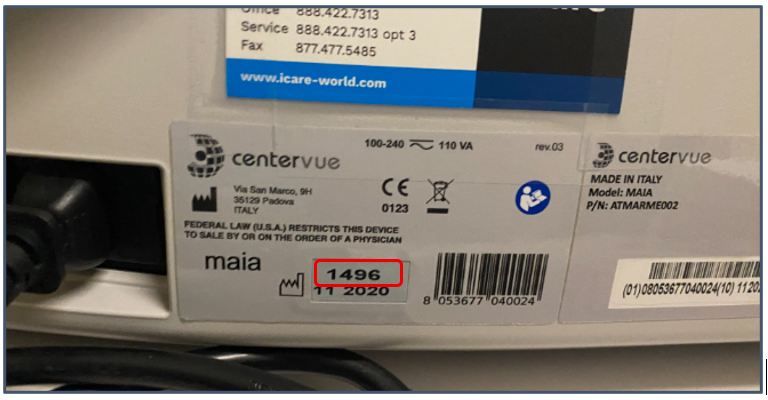 Office 888.422.7313
Service 888.422.7313 opt 3
Fax 877.477.5485
www.icare-world.com
centervue
100-240 110 VA
rev.03
Via San Marco, 9H
35129 Padova
ITALY
CE
0123
FEDERAL LAW (U.S.A.) RESTRICTS THIS DEVICE
TO SALE BY OR ON THE ORDER OF A PHYSICIAN
maia
1496
11 2020
8 053677 040024
centervue
MADE IN ITALY
Model: MAIA
P/N: ATMARME002
(01)08053677040024(10) 11202